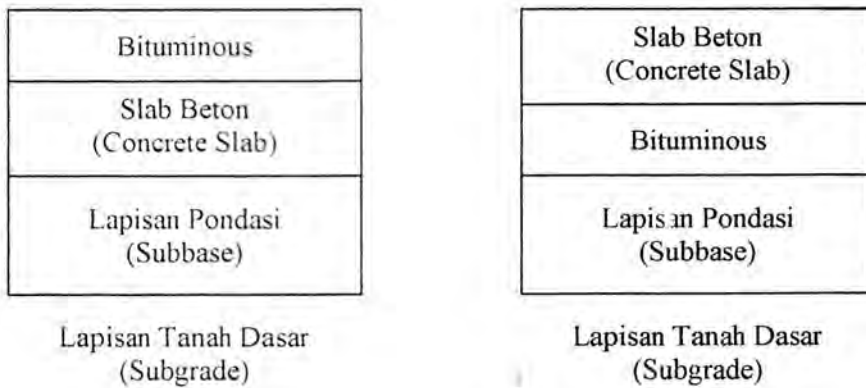 Bituminous
Slab Beton
(Concrete Slab)
Lapisan Pondasi
(Subbase)
Lapisan Tanah Dasar
(Subgrade)
Slab Beton
(Concrete Slab)
Bituminous
Lapisan Pondasi
(Subbase)
Lapisan Tanah Dasar
(Subgrade)